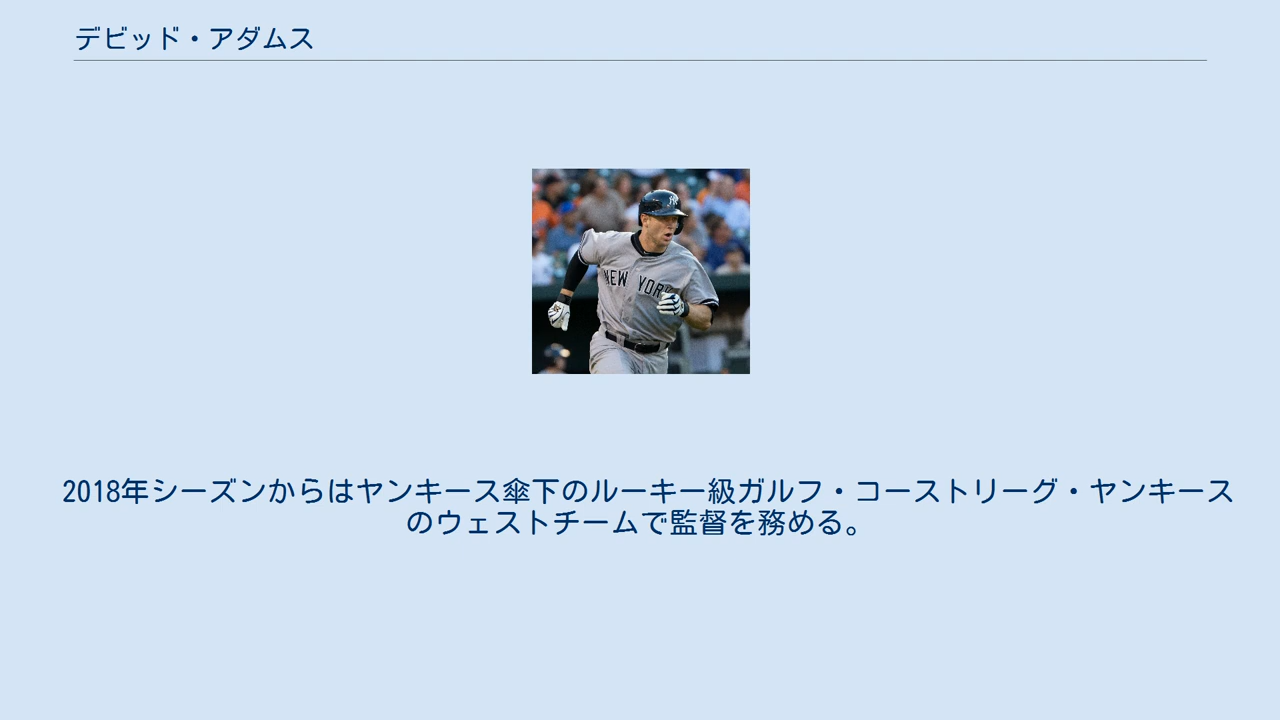 デビッド・アダムス
NEW YORK
2018年シーズンからはヤンキース傘下のルーキー級ガルフ・コーストリーグ・ヤンキース
のウェストチームで監督を務める。